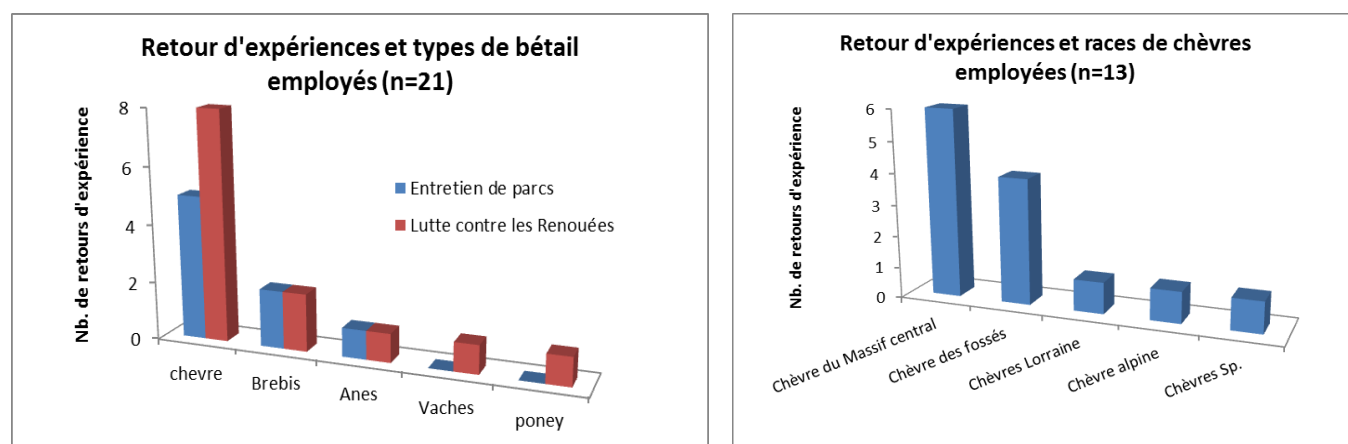 Retour d'expériences et types de bétail
employés (n=21)
Nb. de retours d'expérience
8
6
4
2
0
Entretien de parcs
Lutte contre les Renouées
chevre
Brebis
Anes
Vaches
poney
Retour d'expériences et races de chèvres
employées (n=13)
Nb. de retours d'expérience
6
5
4
3
2
1
0
Chèvre du Massif central
Chèvre des fossés
Chèvres Lorraine
Chèvre alpine
Chèvres Sp.